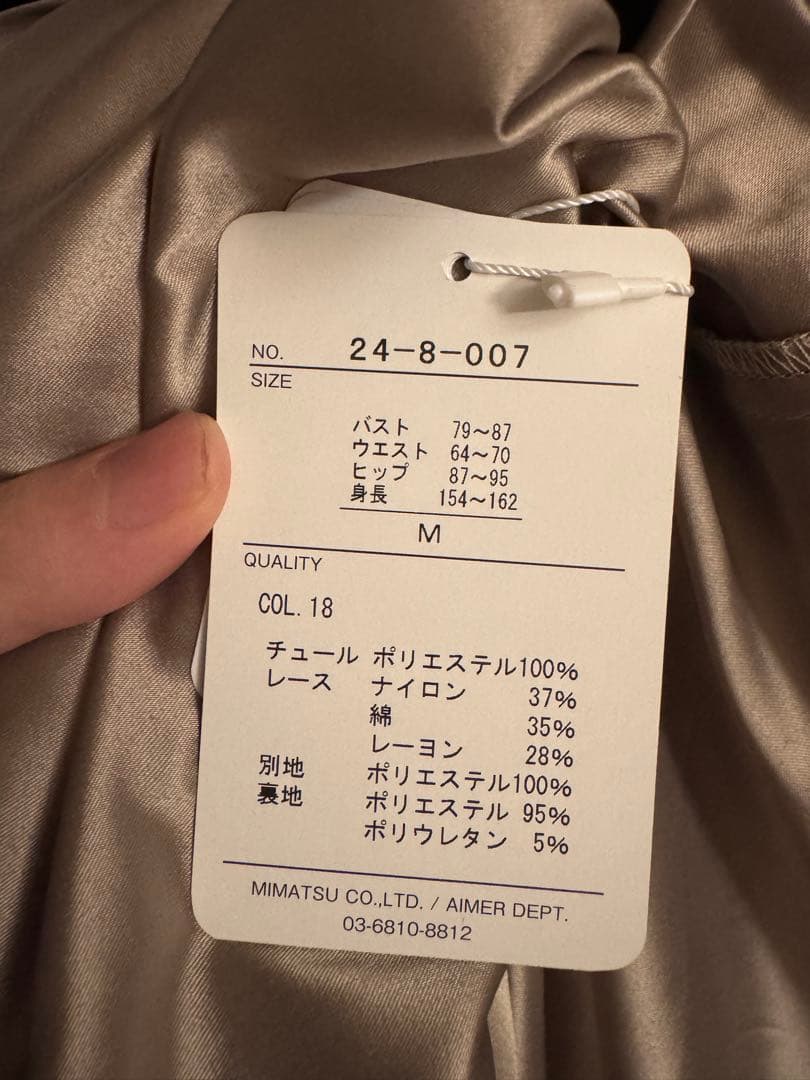 NO. 24-8-007
SIZE
バスト 79〜87
ウエスト 64〜70
ヒップ 87〜95
身長 154〜162
M
QUALITY
COL.18
チュール ポリエステル100%
レース ナイロン 37%
綿 35%
レーヨン 28%
別地 ポリエステル100%
裏地 ポリエステル 95%
ポリウレタン 5%
MIMATSU CO.,LTD. / AIMER DEPT.
03-6810-8812